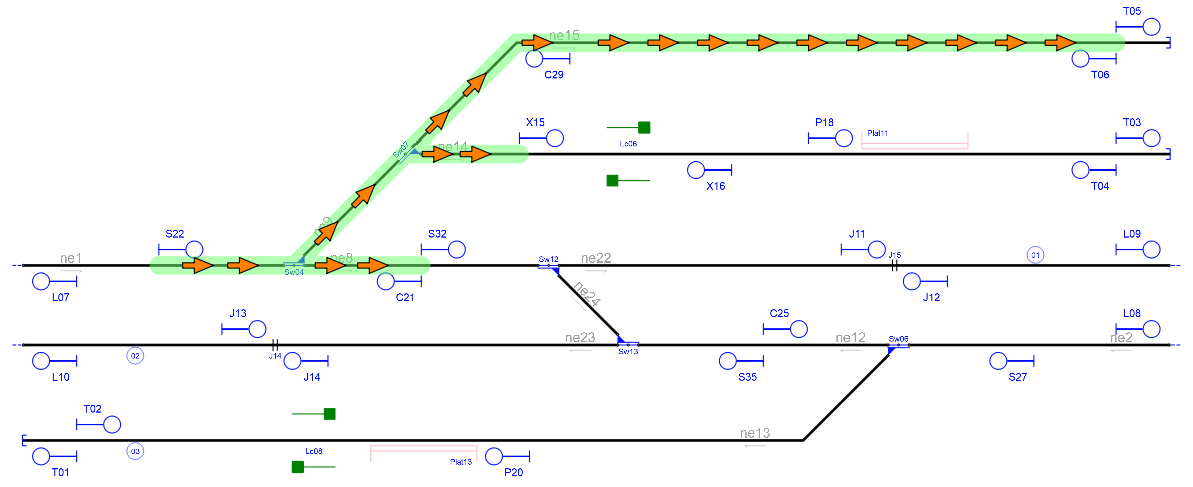 T05
ne15
C29
T06
X15
P18
Plat11
T03
Sw07
ne14
Lc06
X16
T04
ne9
S22
S32
J11
L09
ne1
Sw04
ne8
Sw12
ne22
J15
01
L07
C21
J12
ne24
J13
C25
L08
J14
ne23
Sw13
ne12
Sw06
ne2
02
L10
J14
S35
S27
T02
ne13
03
Lc08
Plat13
T01
P20